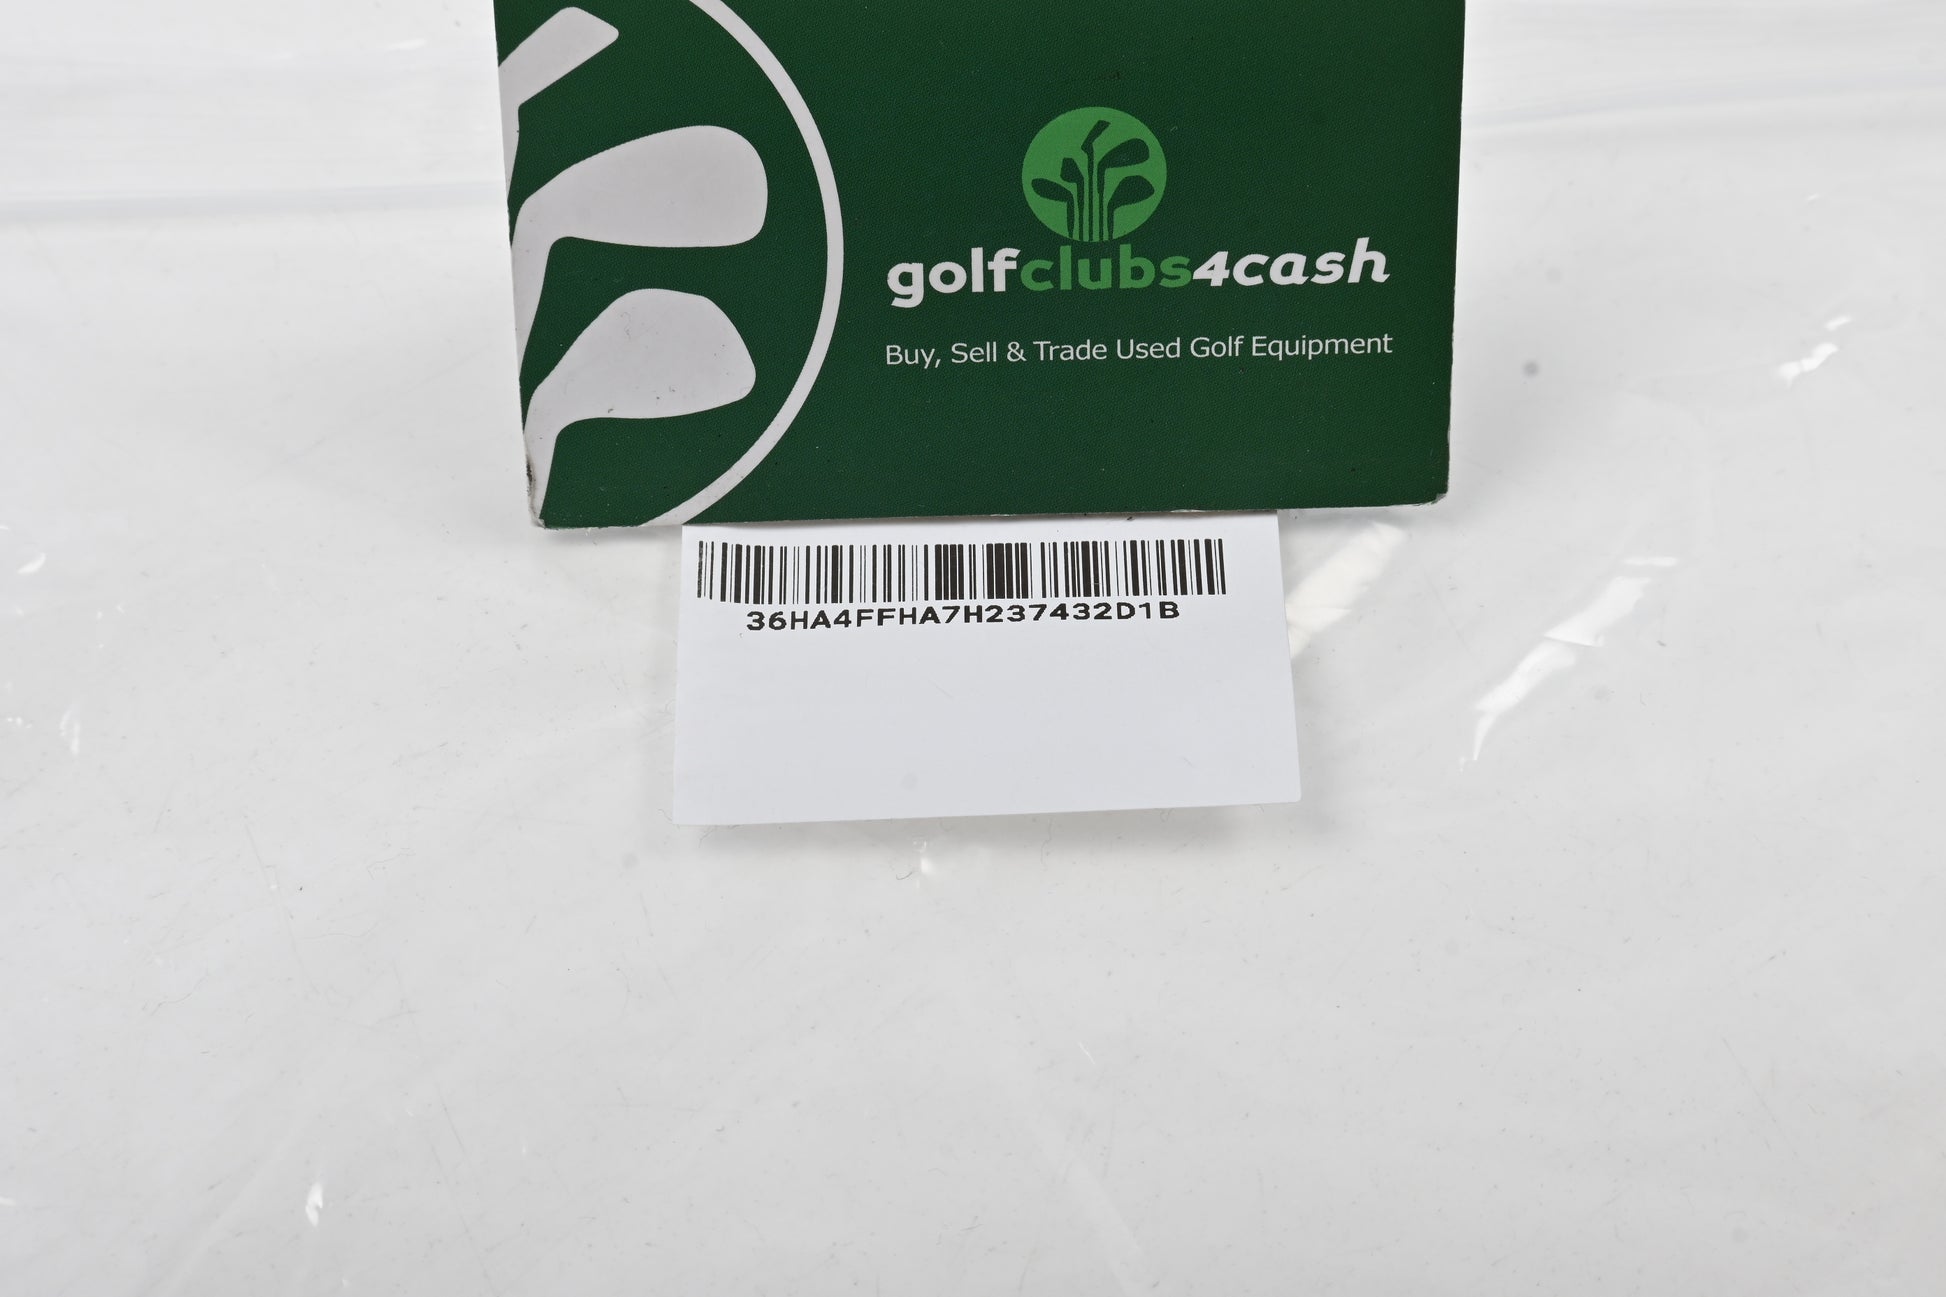 golfclubs4cash
Buy, Sell & Trade Used Golf Equipment
36HA4FFHA7H237432D1B